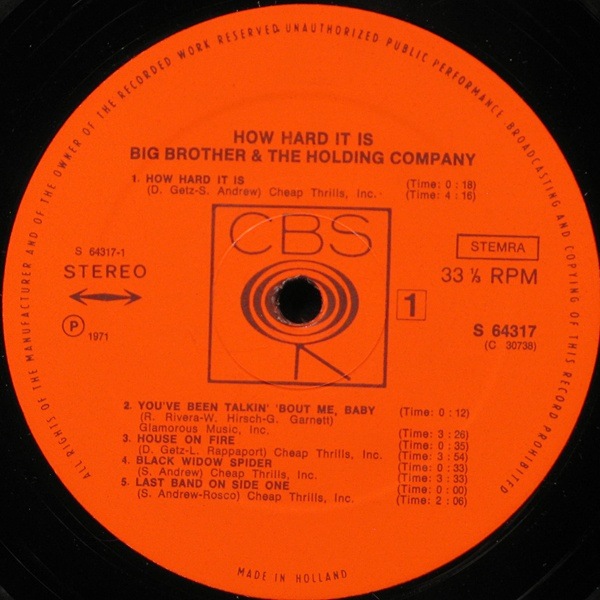 ALL RIGHTS OF THE MANUFACTURER AND OF THE OWNER OF THE RECORDED WORK RESERVED. UNAUTHORIZED PUBLIC PERFORMANCE BROADCASTING AND COPYING OF THIS RECORD PROHIBITED
HOW HARD IT IS
BIG BROTHER & THE HOLDING COMPANY
1. HOW HARD IT IS (Time: 0 : 18)
(D. Getz-S. Andrew) Cheap Thrills, Inc. (Time: 4 : 16)
CBS
S 64317-1
STEREO
STEMRA
33 ⅓ RPM
1
Ⓟ 1971
S 64317
(C 30738)
2. YOU'VE BEEN TALKIN' 'BOUT ME, BABY (Time: 0 : 12)
(R. Rivera-W. Hirsch-G. Garnett)
Glamorous Music, Inc. (Time: 3 : 26)
3. HOUSE ON FIRE (Time: 0 : 35)
(D. Getz-L. Rappaport) Cheap Thrills, Inc. (Time: 3 : 54)
4. BLACK WIDOW SPIDER (Time: 0 : 33)
(S. Andrew) Cheap Thrills, Inc. (Time: 3 : 33)
5. LAST BAND ON SIDE ONE (Time: 0 : 00)
(S. Andrew-Rosco) Cheap Thrills, Inc. (Time: 2 : 06)
MADE IN HOLLAND